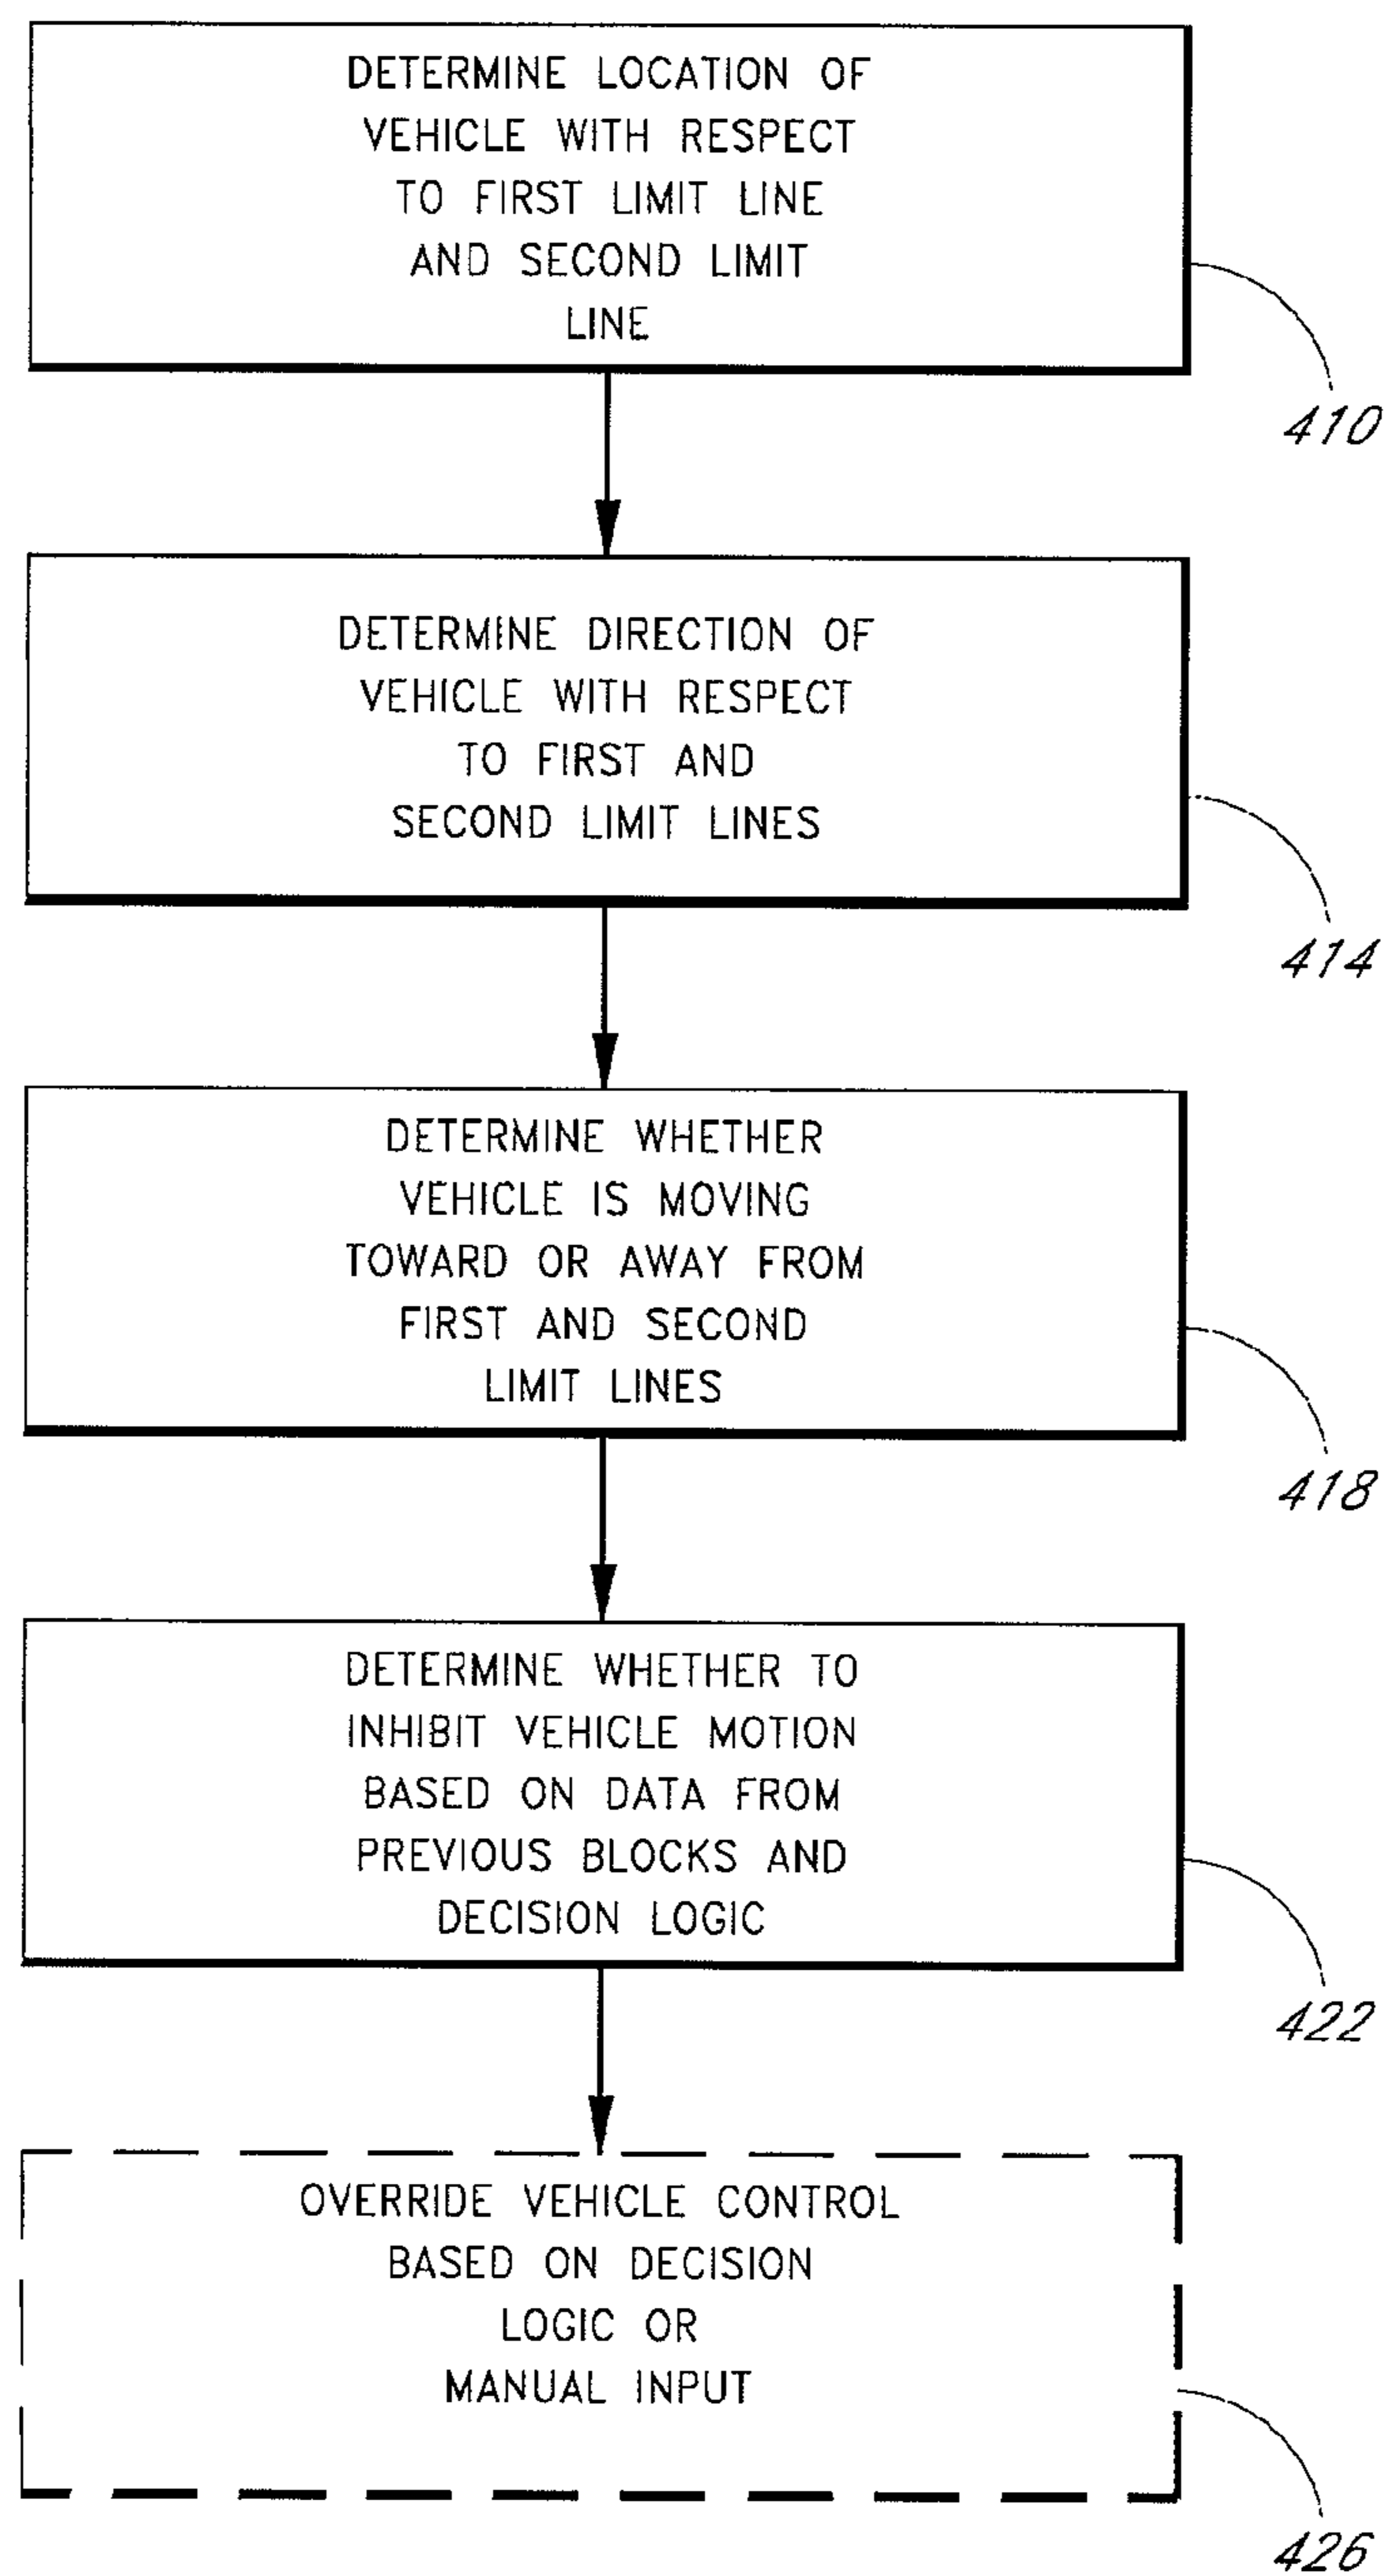 DETERMINE LOCATION OF
VEHICLE WITH RESPECT
TO FIRST LIMIT LINE
AND SECOND LIMIT
LINE
410
DETERMINE DIRECTION OF
VEHICLE WITH RESPECT
TO FIRST AND
SECOND LIMIT LINES
414
DETERMINE WHETHER
VEHICLE IS MOVING
TOWARD OR AWAY FROM
FIRST AND SECOND
LIMIT LINES
418
DETERMINE WHETHER TO
INHIBIT VEHICLE MOTION
BASED ON DATA FROM
PREVIOUS BLOCKS AND
DECISION LOGIC
422
OVERRIDE VEHICLE CONTROL
BASED ON DECISION
LOGIC OR
MANUAL INPUT
426